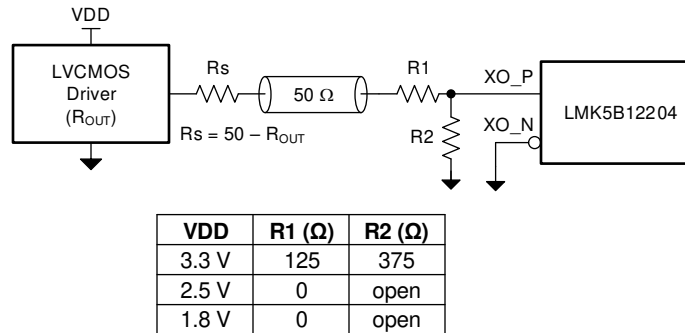 VDD
LVCMOS
Driver
(ROUT)
Rs
50 Ω
R1
XO_P
LMK5B12204
Rs = 50 – ROUT
R2
XO_N
VDD R1 (Ω) R2 (Ω)
3.3 V 125 375
2.5 V 0 open
1.8 V 0 open